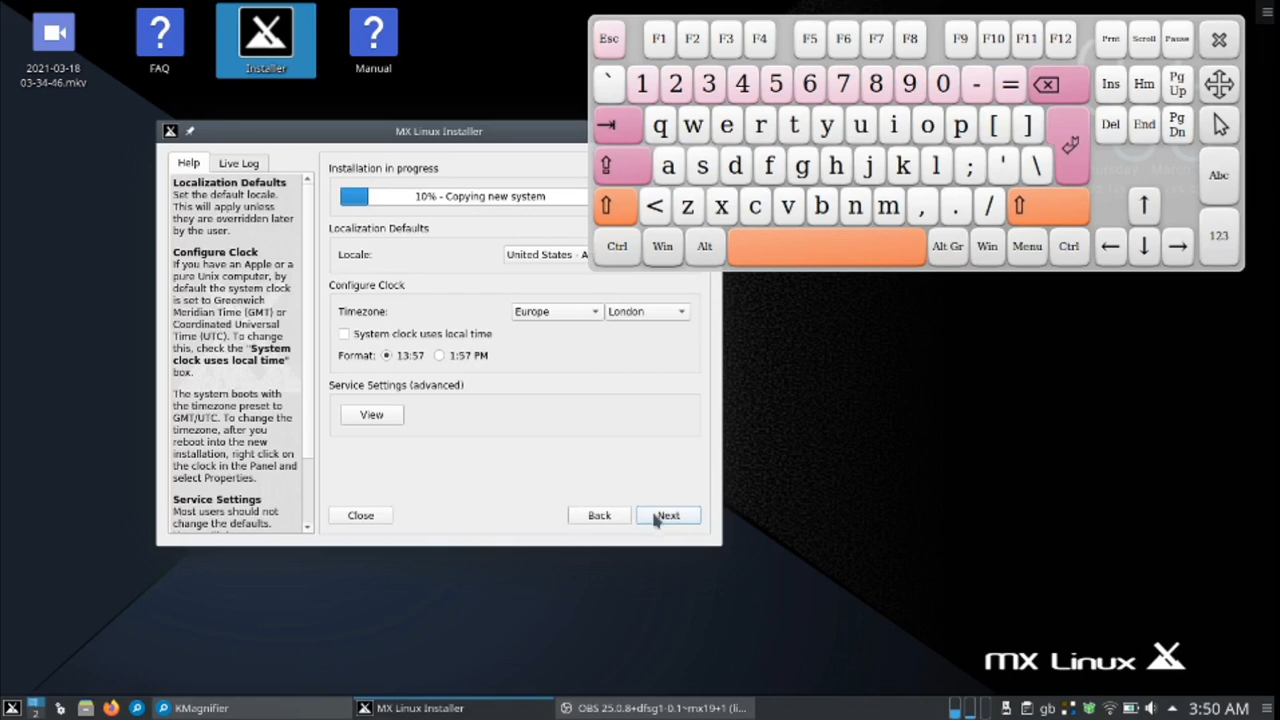 2021-03-18
03-34-46.mkv
FAQ
Installer
Manual
MX Linux Installer
Help
Live Log
Localization Defaults
Set the default locale.
This will apply unless
they are overridden later
by the user.
Configure Clock
If you have an Apple or a
pure Unix computer, by
default the system clock
is set to Greenwich
Meridian Time (GMT) or
Coordinated Universal
Time (UTC). To change
this, check the "System
clock uses local time"
box.
The system boots with
the timezone preset to
GMT/UTC. To change the
timezone, after you
reboot into the new
installation, right click on
the clock in the Panel and
select Properties.
Service Settings
Most users should not
change the defaults.
Installation in progress
10% - Copying new system
Localization Defaults
Locale:
United States - A
Configure Clock
Timezone:
Europe
London
System clock uses local time
Format:
13:57
1:57 PM
Service Settings (advanced)
View
Close
Back
Next
Esc F1 F2 F3 F4 F5 F6 F7 F8 F9 F10 F11 F12 Prnt Scroll Pause
` 1 2 3 4 5 6 7 8 9 0 - = Ins Hm Pg Up
q w e r t y u i o p [ ] Del End Pg Dn
a s d f g h j k l ; ' \ Abc
< z x c v b n m , . /
Ctrl Win Alt Alt Gr Win Menu Ctrl 123
MX Linux
2
KMagnifier
MX Linux Installer
OBS 25.0.8+dfsg1-0.1~mx19+1 (li...
gb
3:50 AM